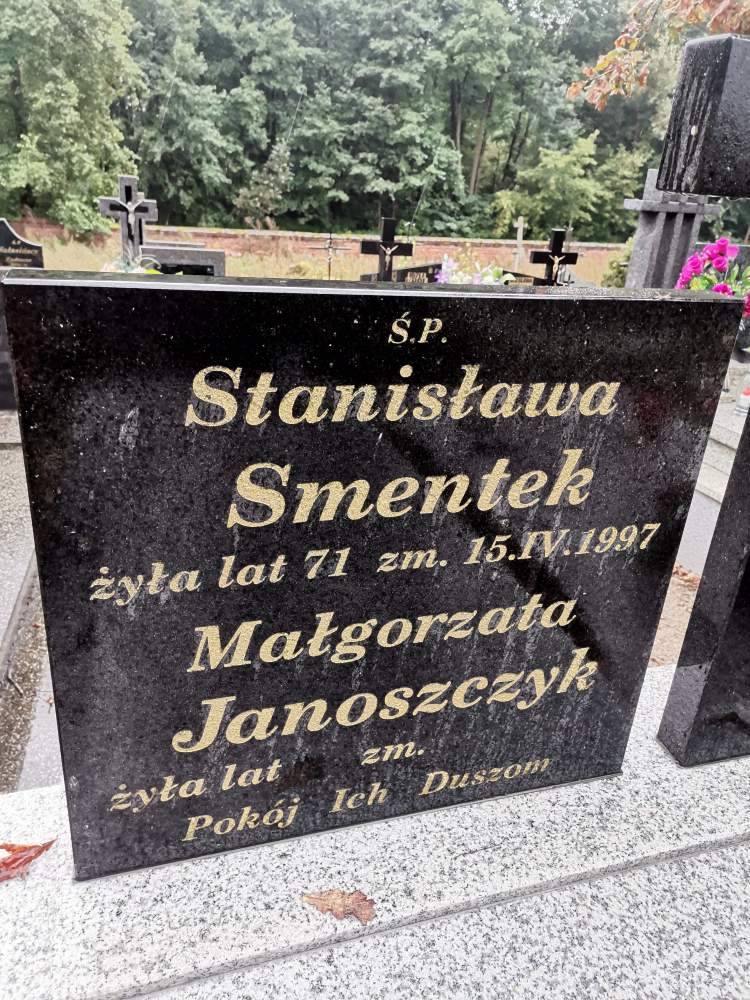 Ś.P.
Stanisława
Smentek
żyła lat 71 zm. 15.IV.1997
Małgorzata
Janoszczyk
żyła lat zm.
Pokój Ich Duszom